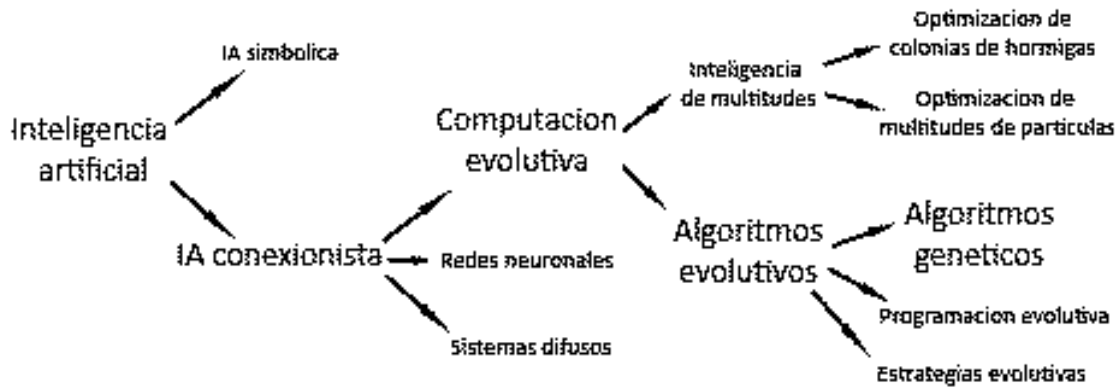 Inteligencia
artificial
IA simbolica
IA conexionista
Computacion
evolutiva
Redes neuronales
Sistemas difusos
Inteligencia
de multitudes
Algoritmos
evolutivos
Optimizacion de
colonias de hormigas
Optimizacion de
multitudes de particulas
Algoritmos
geneticos
Programacion evolutiva
Estrategias evolutivas